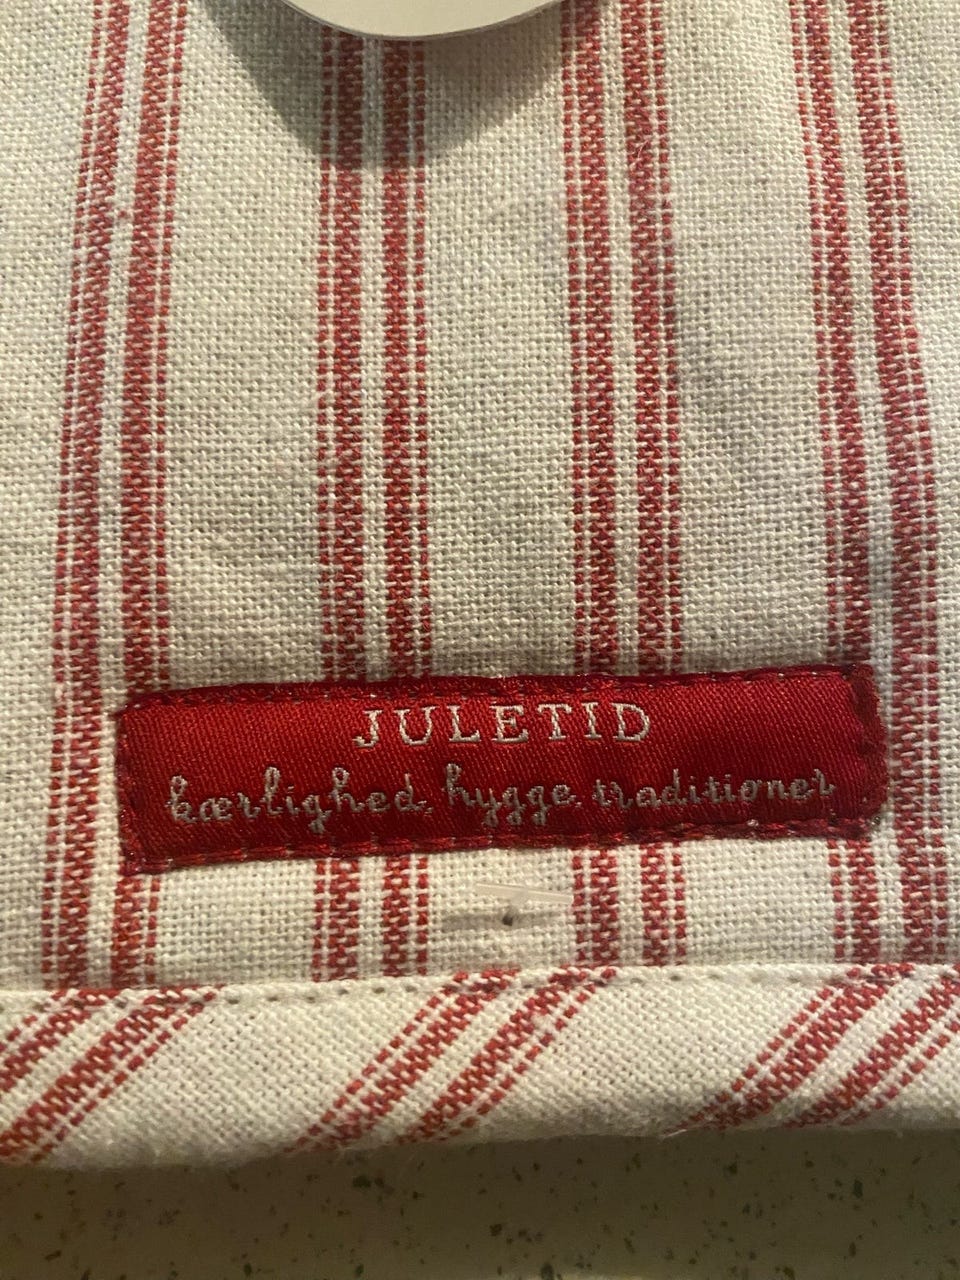 JULETID
kærlighed, hygge, traditioner